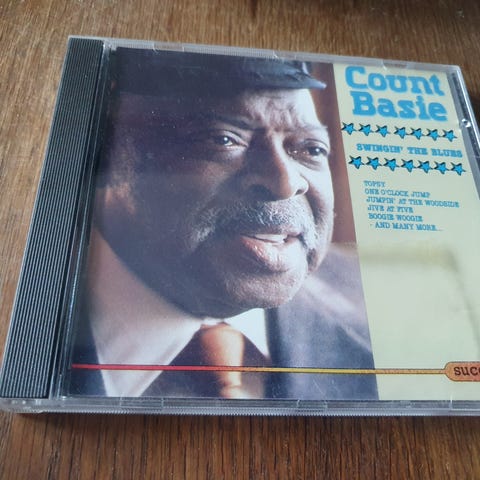 Count
Basie
SWINGIN' THE BLUES
TOPSY
ONE O'CLOCK JUMP
JUMPIN' AT THE WOODSIDE
JIVE AT FIVE
BOOGIE WOOGIE
- AND MANY MORE...
succ